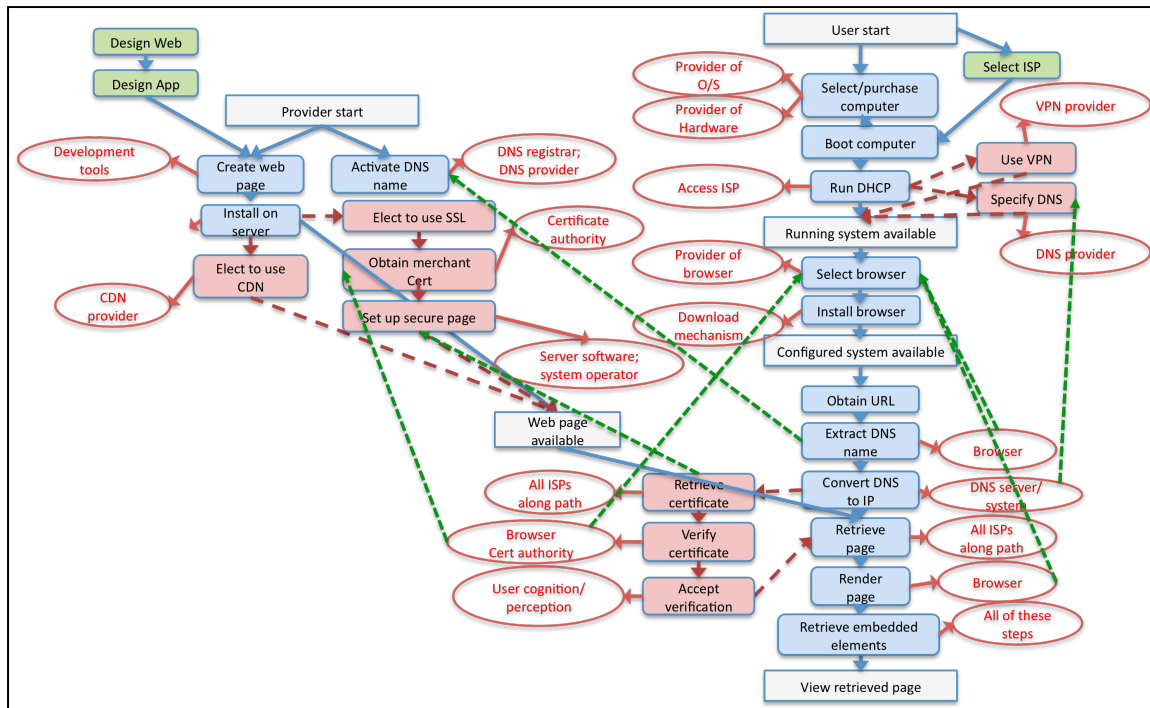 Design Web
Design App
Provider start
Development
tools
Create web
page
Activate DNS
name
DNS registrar;
DNS provider
Install on
server
Elect to use SSL
Certificate
authority
Obtain merchant
Cert
Elect to use
CDN
CDN
provider
Set up secure page
Server software;
system operator
Web page
available
User start
Select ISP
Provider of
O/S
Provider of
Hardware
Select/purchase
computer
VPN provider
Boot computer
Use VPN
Access ISP
Run DHCP
Specify DNS
Running system available
DNS provider
Provider of
browser
Select browser
Download
mechanism
Install browser
Configured system available
Obtain URL
Extract DNS
name
Browser
All ISPs
along path
Retrieve
certificate
Convert DNS
to IP
DNS server/
system
Browser
Cert authority
Verify
certificate
Retrieve
page
All ISPs
along path
User cognition/
perception
Accept
verification
Render
page
Browser
Retrieve embedded
elements
All of these
steps
View retrieved page